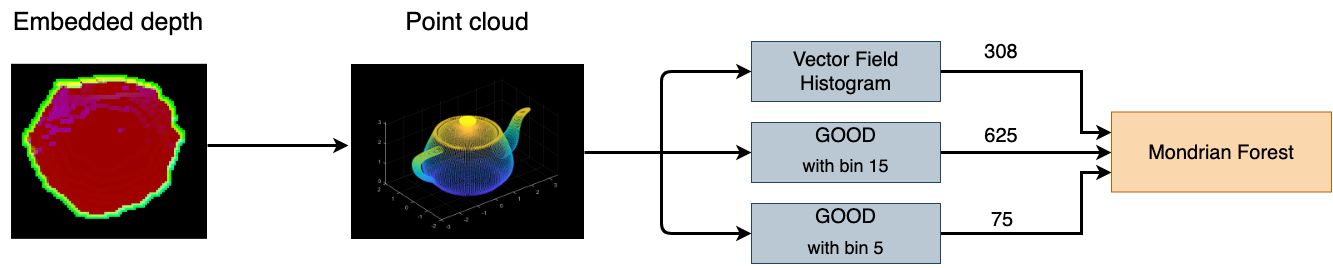 Embedded depth
Point cloud
Vector Field
Histogram
308
GOOD
with bin 15
625
GOOD
with bin 5
75
Mondrian Forest